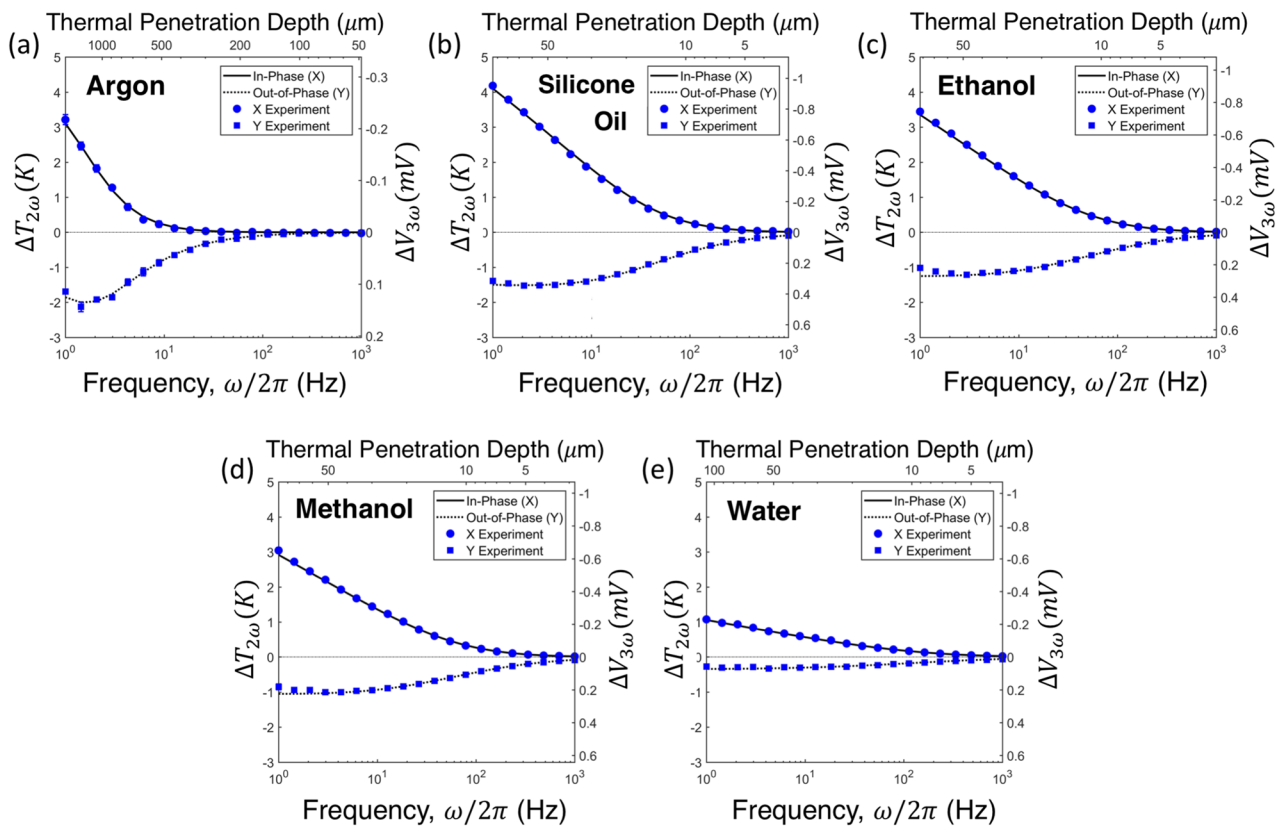 Thermal Penetration Depth (μm)
(a)
1000 500 200 100 50
Argon
In-Phase (X)
Out-of-Phase (Y)
X Experiment
Y Experiment
5
4
3
2
1
0
-1
-2
-3
ΔT2ω(K)
-0.3
-0.2
-0.1
0
0.1
0.2
ΔV3ω(mV)
10^0 10^1 10^2 10^3
Frequency, ω/2π (Hz)
Thermal Penetration Depth (μm)
(b)
50 10 5
Silicone
Oil
In-Phase (X)
Out-of-Phase (Y)
X Experiment
Y Experiment
5
4
3
2
1
0
-1
-2
-3
ΔT2ω(K)
-1
-0.8
-0.6
-0.4
-0.2
0
0.2
0.4
0.6
ΔV3ω(mV)
10^0 10^1 10^2 10^3
Frequency, ω/2π (Hz)
Thermal Penetration Depth (μm)
(c)
50 10 5
Ethanol
In-Phase (X)
Out-of-Phase (Y)
X Experiment
Y Experiment
5
4
3
2
1
0
-1
-2
-3
ΔT2ω(K)
-1
-0.8
-0.6
-0.4
-0.2
0
0.2
0.4
0.6
ΔV3ω(mV)
10^0 10^1 10^2 10^3
Frequency, ω/2π (Hz)
Thermal Penetration Depth (μm)
(d)
50 10 5
Methanol
In-Phase (X)
Out-of-Phase (Y)
X Experiment
Y Experiment
5
4
3
2
1
0
-1
-2
-3
ΔT2ω(K)
-1
-0.8
-0.6
-0.4
-0.2
0
0.2
0.4
0.6
ΔV3ω(mV)
10^0 10^1 10^2 10^3
Frequency, ω/2π (Hz)
Thermal Penetration Depth (μm)
(e)
100 50 10 5
Water
In-Phase (X)
Out-of-Phase (Y)
X Experiment
Y Experiment
5
4
3
2
1
0
-1
-2
-3
ΔT2ω(K)
-1
-0.8
-0.6
-0.4
-0.2
0
0.2
0.4
0.6
ΔV3ω(mV)
10^0 10^1 10^2 10^3
Frequency, ω/2π (Hz)